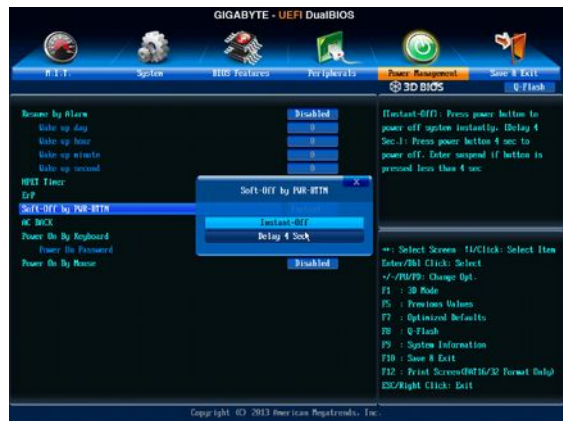 GIGABYTE - UEFI DualBIOS
M.I.T.
System
BIOS Features
Peripherals
Power Management
Save & Exit
3D BIOS
Q-Flash
Resume by Alarm
Disabled
Wake up day
0
Wake up hour
0
Wake up minute
0
Wake up second
0
HPET Timer
ErP
Soft-Off by PWR-BTTN
AC BACK
Power On By Keyboard
Power On Password
Power On By Mouse
Disabled
Soft-Off by PWR-BTTN
X
Instant-Off
Delay 4 Sec
[Instant-Off]: Press power button to
power off system instantly. [Delay 4
Sec.]: Press power button 4 sec to
power off. Enter suspend if button is
pressed less than 4 sec
↔: Select Screen ↑↓/Click: Select Item
Enter/Dbl Click: Select
+/-/PU/PD: Change Opt.
F1 : 3D Mode
F5 : Previous Values
F7 : Optimized Defaults
F8 : Q-Flash
F9 : System Information
F10 : Save & Exit
F12 : Print Screen(FAT16/32 Format Only)
ESC/Right Click: Exit
Copyright (C) 2013 American Megatrends, Inc.